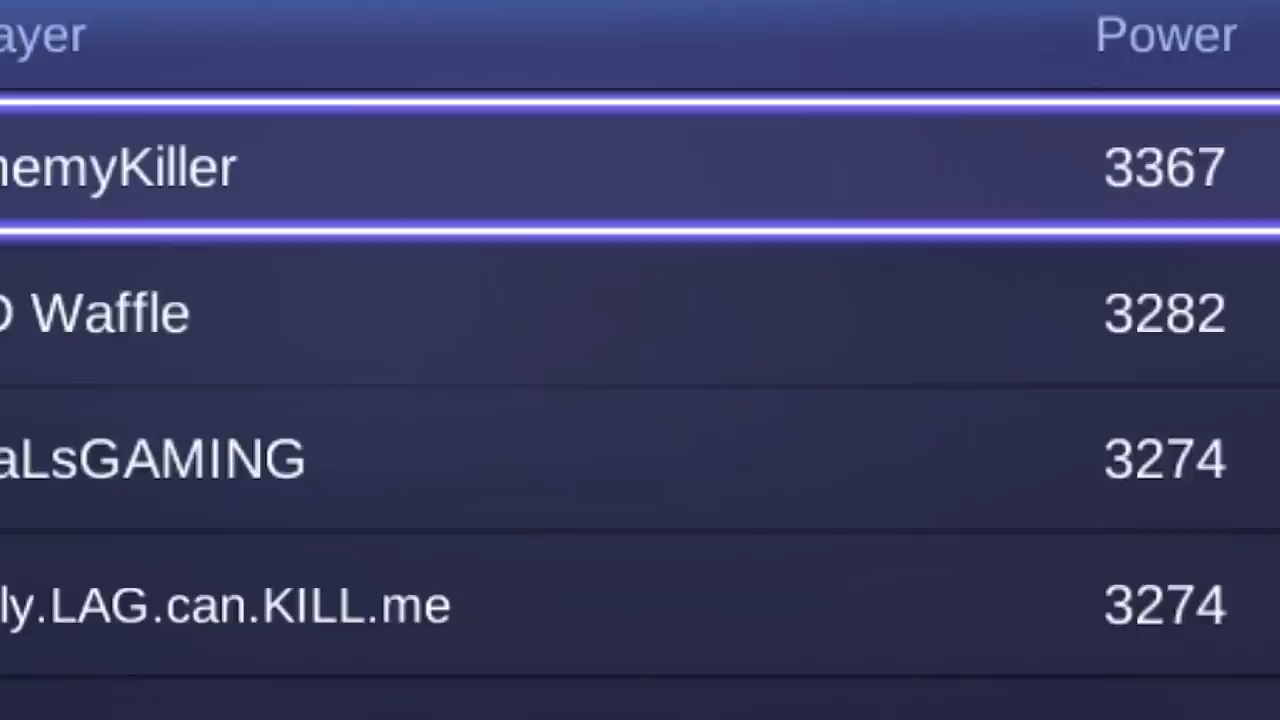 ayer Power
nemyKiller 3367
D Waffle 3282
aLsGAMING 3274
ly.LAG.can.KILL.me 3274